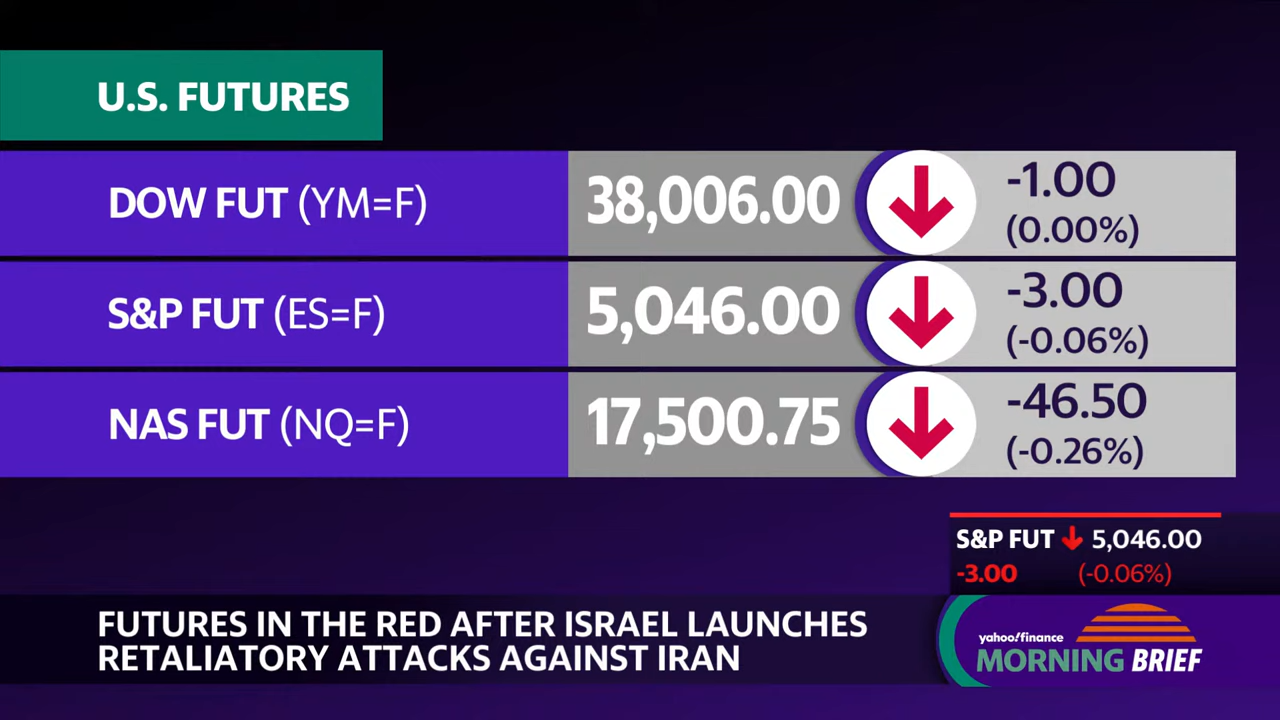 U.S. FUTURES
DOW FUT (YM=F) 38,006.00 -1.00
(0.00%)
S&P FUT (ES=F) 5,046.00 -3.00
(-0.06%)
NAS FUT (NQ=F) 17,500.75 -46.50
(-0.26%)
S&P FUT 5,046.00
-3.00 (-0.06%)
FUTURES IN THE RED AFTER ISRAEL LAUNCHES
RETALIATORY ATTACKS AGAINST IRAN
yahoo!finance
MORNING BRIEF